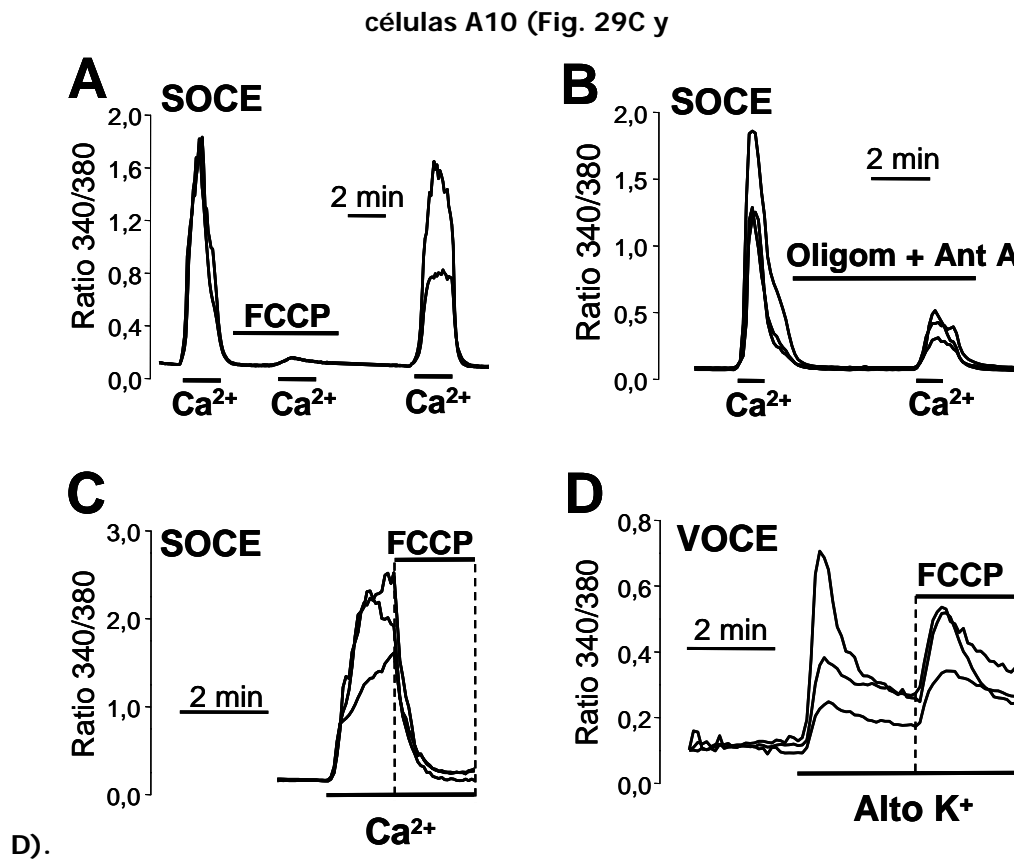 células A10 (Fig. 29C y
A
SOCE
Ratio 340/380
2,0
1,6
1,2
0,8
0,4
0,0
2 min
FCCP
Ca²⁺ Ca²⁺ Ca²⁺
B
SOCE
Ratio 340/380
2,0
1,5
1,0
0,5
0,0
2 min
Oligom + Ant A
Ca²⁺ Ca²⁺
C
SOCE
Ratio 340/380
3,0
2,0
1,0
0,0
FCCP
2 min
Ca²⁺
D
VOCE
Ratio 340/380
0,8
0,6
0,4
0,2
0,0
FCCP
2 min
Alto K⁺
D).